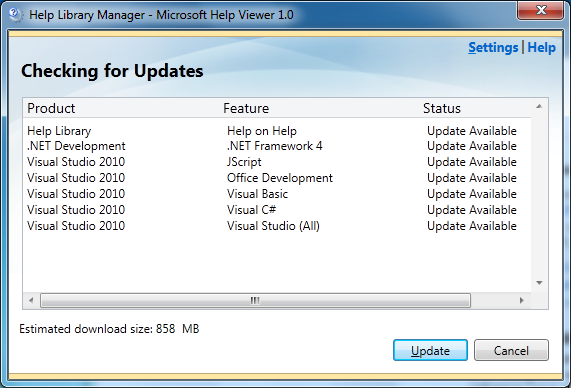 Help Library Manager - Microsoft Help Viewer 1.0
Settings | Help
Checking for Updates
Product Feature Status
Help Library Help on Help Update Available
.NET Development .NET Framework 4 Update Available
Visual Studio 2010 JScript Update Available
Visual Studio 2010 Office Development Update Available
Visual Studio 2010 Visual Basic Update Available
Visual Studio 2010 Visual C# Update Available
Visual Studio 2010 Visual Studio (All) Update Available
Estimated download size: 858 MB
Update Cancel